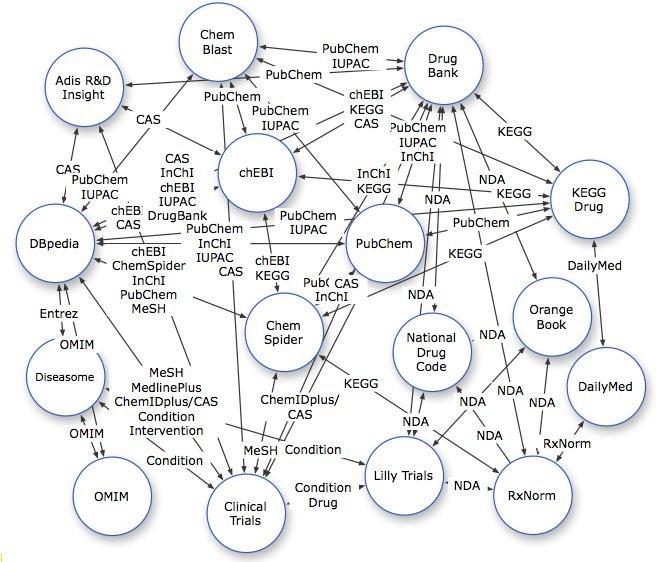 Chem
Blast
PubChem
IUPAC
Drug
Bank
Adis R&D
Insight
PubChem
PubChem
chEBI
KEGG
CAS
CAS
PubChem
IUPAC
PubChem
IUPAC
InChI
KEGG
chEBI
CAS
PubChem
IUPAC
CAS
InChI
chEBI
IUPAC
DrugBank
InChI
KEGG
NDA
KEGG
NDA
KEGG
Drug
chEBI
CAS
PubChem
IUPAC
PubChem
DBpedia
PubChem
InChI
IUPAC
CAS
PubChem
KEGG
chEBI
ChemSpider
InChI
PubChem
MeSH
chEBI
KEGG
DailyMed
CAS
InChI
NDA
Entrez
OMIM
Chem
Spider
Orange
Book
National
Drug
Code
NDA
Diseasome
MeSH
MedlinePlus
ChemIDplus/CAS
Condition
Intervention
KEGG
DailyMed
ChemIDplus/
CAS
NDA
NDA
OMIM
NDA
NDA
RxNorm
Condition
MeSH
Condition
OMIM
Clinical
Trials
Condition
Drug
Lilly Trials
NDA
RxNorm